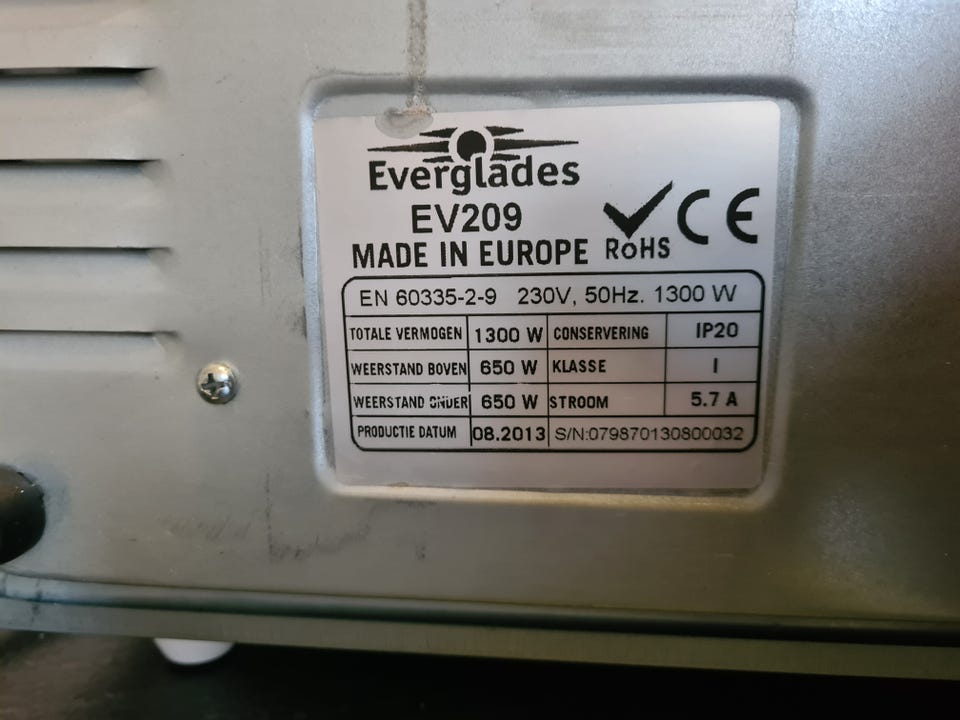 Everglades
EV209
MADE IN EUROPE RoHS CE
EN 60335-2-9 230V, 50Hz. 1300 W
TOTALE VERMOGEN 1300 W CONSERVERING IP20
WEERSTAND BOVEN 650 W KLASSE I
WEERSTAND ONDER 650 W STROOM 5.7 A
PRODUCTIE DATUM 08.2013 S/N:079870130800032